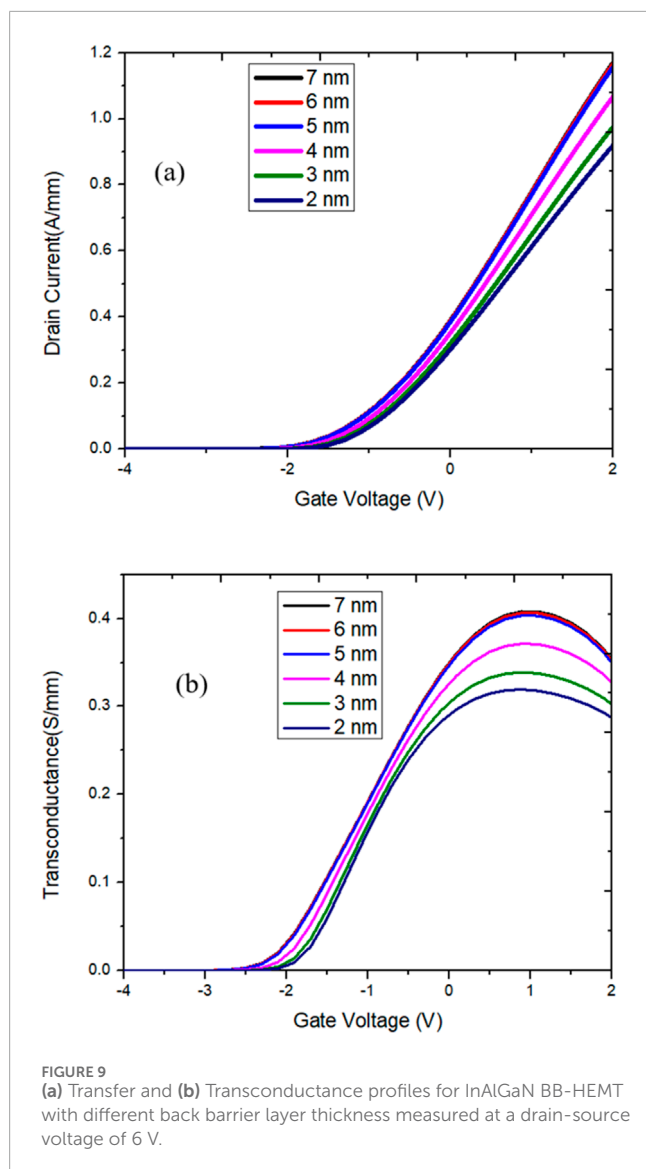 1.2
1.0
0.8
0.6
0.4
0.2
0.0
Drain Current(A/mm)
(a)
7 nm
6 nm
5 nm
4 nm
3 nm
2 nm
-4
-2
0
2
Gate Voltage (V)
0.4
0.3
0.2
0.1
0.0
Transconductance(S/mm)
(b)
7 nm
6 nm
5 nm
4 nm
3 nm
2 nm
-4
-3
-2
-1
0
1
2
Gate Voltage (V)
FIGURE 9
(a) Transfer and (b) Transconductance profiles for InAlGaN BB-HEMT
with different back barrier layer thickness measured at a drain-source
voltage of 6 V.